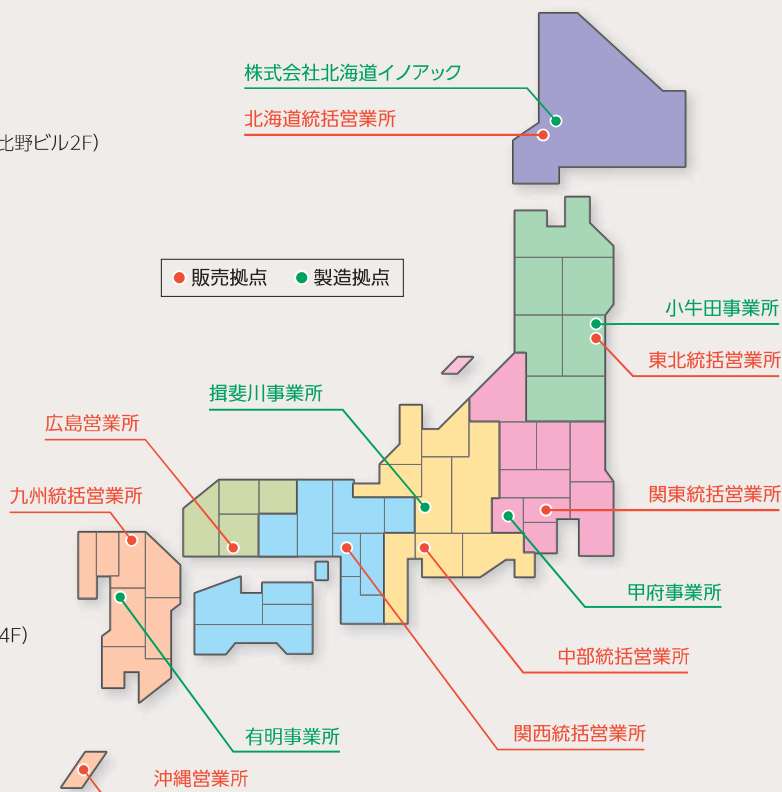 株式会社北海道イノアック
北海道統括営業所
比野ビル2F)
販売拠点 製造拠点
小牛田事業所
東北統括営業所
揖斐川事業所
広島営業所
九州統括営業所
関東統括営業所
甲府事業所
4F)
中部統括営業所
関西統括営業所
有明事業所
沖縄営業所